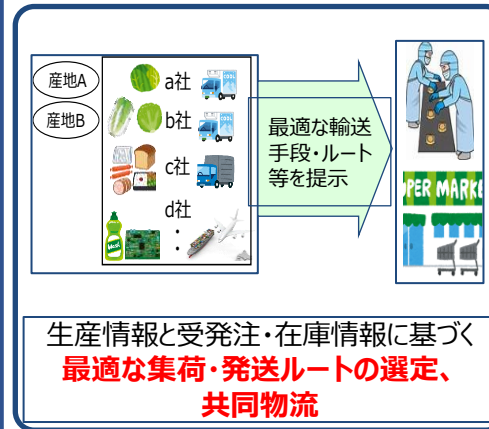 産地A
産地B
a社
b社
c社
d社
:
COOL
COOL
最適な輸送
手段・ルート
等を提示
UPER MARKE
生産情報と受発注・在庫情報に基づく
最適な集荷・発送ルートの選定、
共同物流